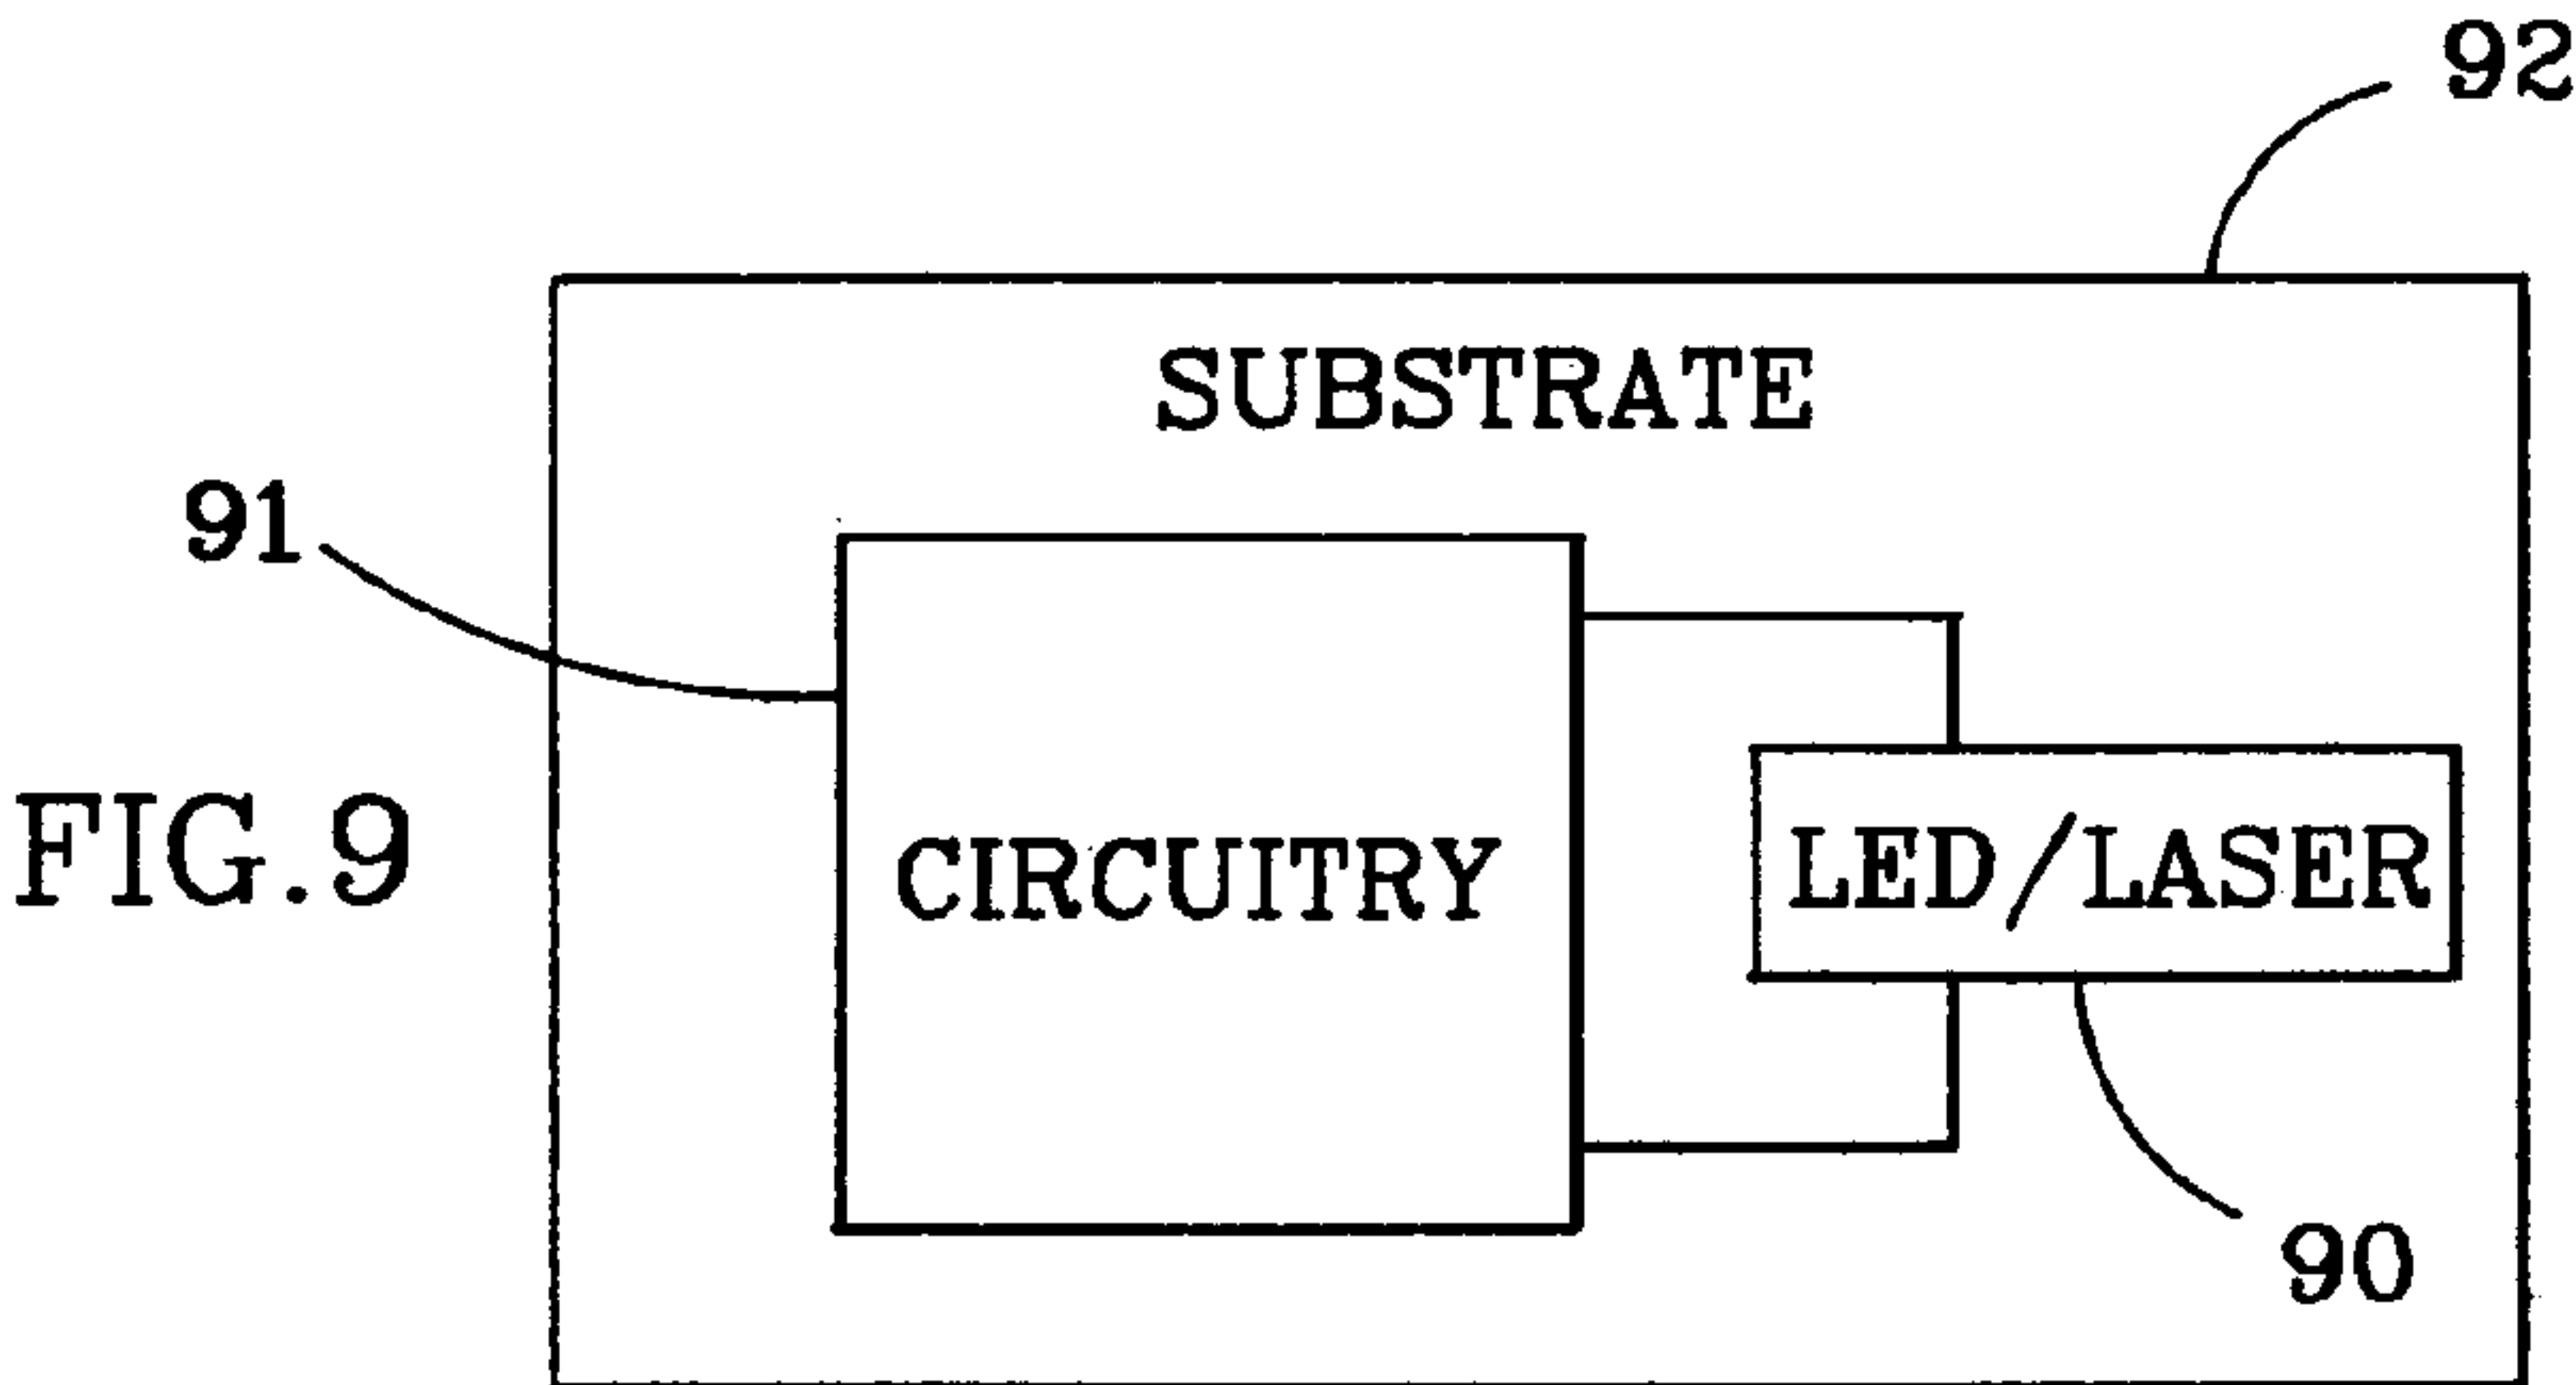 92
SUBSTRATE
91
CIRCUITRY
LED/LASER
FIG.9
90